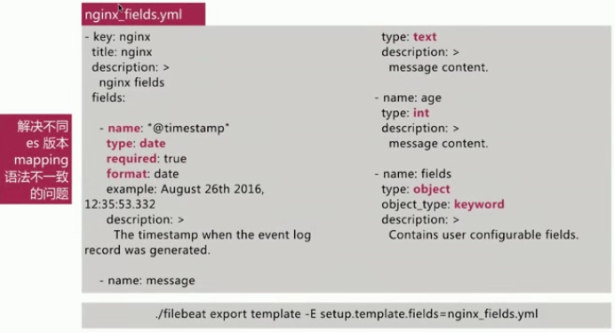 nginx_fields.yml
解决不同
es 版本
mapping
语法不一致
的问题
- key: nginx
title: nginx
description: >
nginx fields
fields:
- name: "@timestamp"
type: date
required: true
format: date
example: August 26th 2016,
12:35:53.332
description: >
The timestamp when the event log
record was generated.
- name: message
type: text
description: >
message content.
- name: age
type: int
description: >
message content.
- name: fields
type: object
object_type: keyword
description: >
Contains user configurable fields.
./filebeat export template -E setup.template.fields=nginx_fields.yml